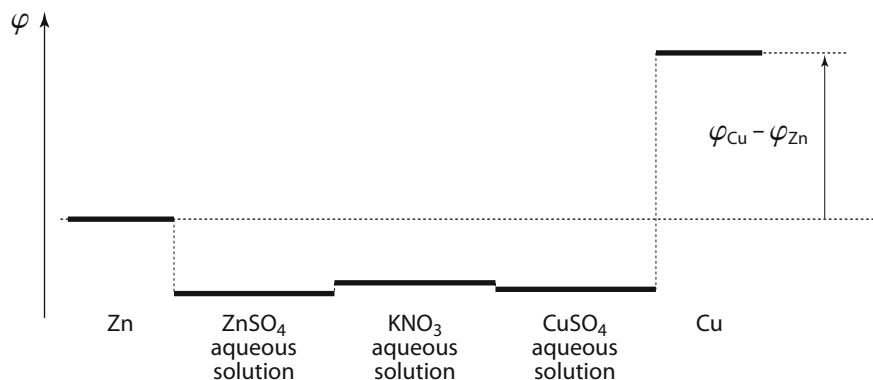 φ
φCu – φZn
Zn
ZnSO4
aqueous
solution
KNO3
aqueous
solution
CuSO4
aqueous
solution
Cu